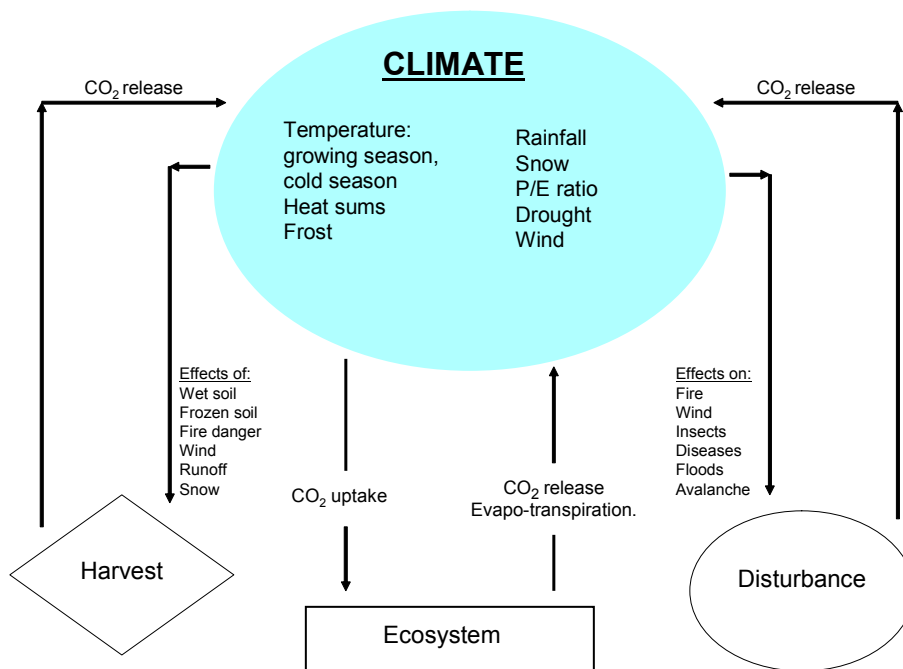 CLIMATE
CO₂ release
CO₂ release
Temperature:
growing season,
cold season
Heat sums
Frost
Rainfall
Snow
P/E ratio
Drought
Wind
Effects of:
Wet soil
Frozen soil
Fire danger
Wind
Runoff
Snow
Effects on:
Fire
Wind
Insects
Diseases
Floods
Avalanche
CO₂ uptake
CO₂ release
Evapo-transpiration.
Harvest
Ecosystem
Disturbance